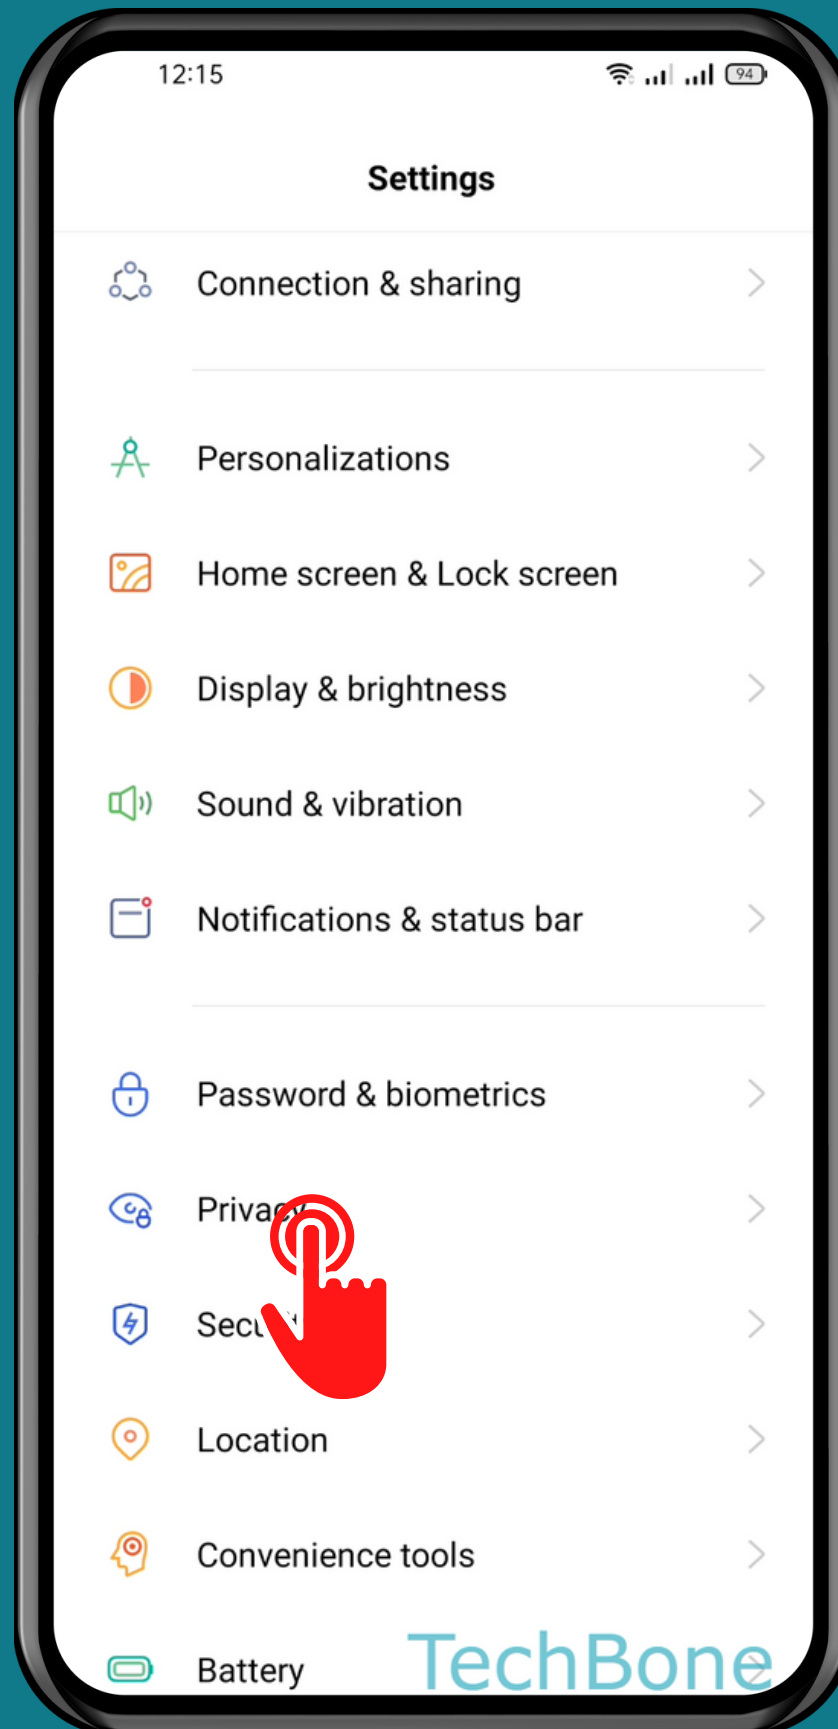 12:15
94
Settings
Connection & sharing
Personalizations
Home screen & Lock screen
Display & brightness
Sound & vibration
Notifications & status bar
Password & biometrics
Privacy
Location
Convenience tools
Battery
TechBone